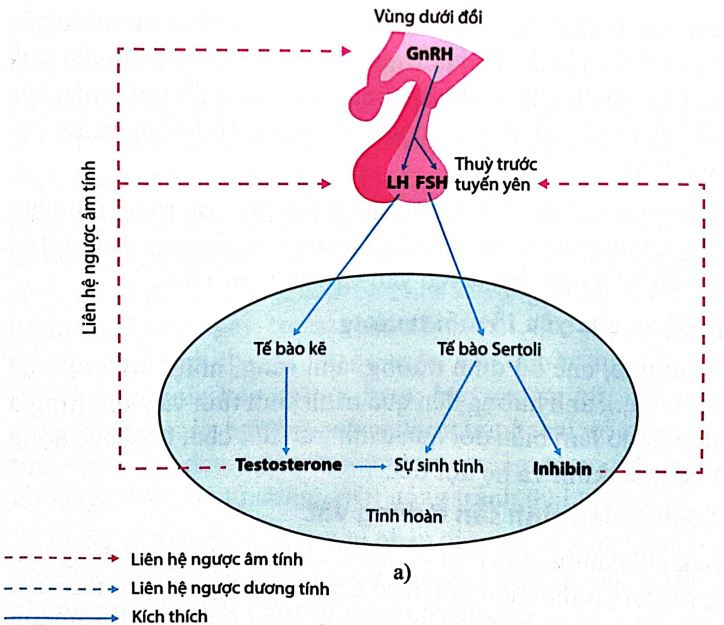 Vùng dưới đồi
GnRH
LH FSH
Thuỳ trước
tuyến yên
Liên hệ ngược âm tính
Tế bào kẽ
Tế bào Sertoli
Testosterone
Sự sinh tinh
Inhibin
Tinh hoàn
a)
Liên hệ ngược âm tính
Liên hệ ngược dương tính
Kích thích